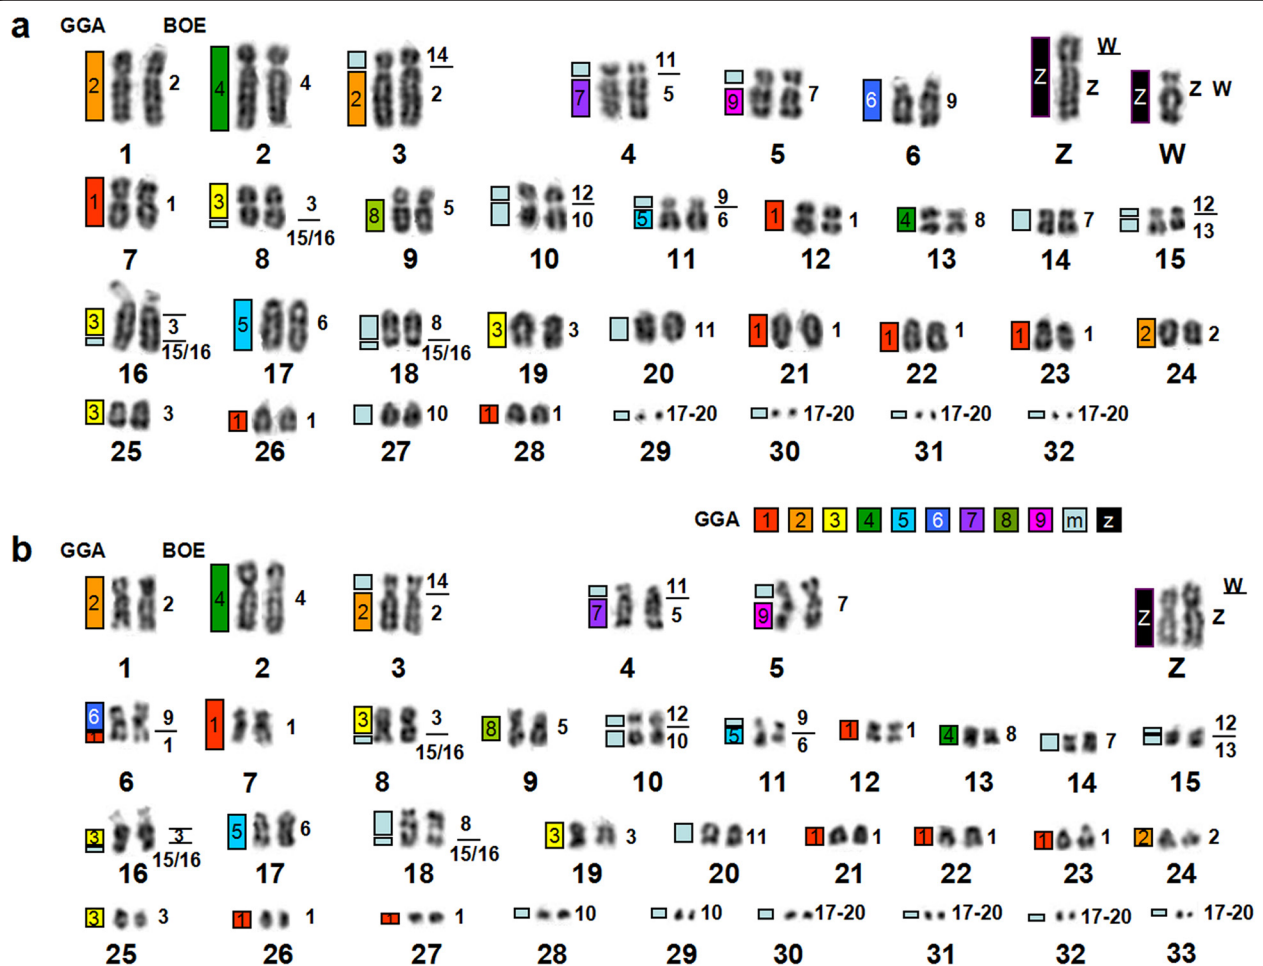 a GGA BOE
2 2 4 4 14 2 2 11 7 5 9 7 6 9 Z W Z Z Z W
1 2 3 4 5 6 Z W
1 1 3 3 15/16 8 5 12 10 5 9 6 1 1 4 8 7 12 13
7 8 9 10 11 12 13 14 15
3 3 15/16 5 6 8 15/16 3 3 11 1 1 1 1 1 1 2 2
16 17 18 19 20 21 22 23 24
3 3 1 1 10 1 1 17-20 17-20 17-20 17-20
25 26 27 28 29 30 31 32
GGA 1 2 3 4 5 6 7 8 9 m z
b GGA BOE
2 2 4 4 14 2 2 11 7 5 9 7 Z W Z
1 2 3 4 5 Z
6 1 9 1 1 1 3 3 15/16 8 5 12 10 5 9 6 1 1 4 8 7 12 13
6 7 8 9 10 11 12 13 14 15
3 3 15/16 5 6 8 15/16 3 3 11 1 1 1 1 1 1 2 2
16 17 18 19 20 21 22 23 24
3 3 1 1 1 1 10 10 17-20 17-20 17-20 17-20
25 26 27 28 29 30 31 32 33